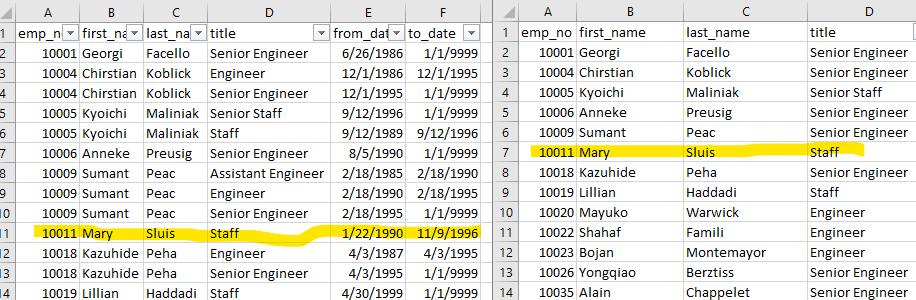 A B C D E F
1 emp_no first_na last_na title from_dat to_date
2 10001 Georgi Facello Senior Engineer 6/26/1986 1/1/9999
3 10004 Chirstian Koblick Engineer 12/1/1986 12/1/1995
4 10004 Chirstian Koblick Senior Engineer 12/1/1995 1/1/9999
5 10005 Kyoichi Maliniak Senior Staff 9/12/1996 1/1/9999
6 10005 Kyoichi Maliniak Staff 9/12/1989 9/12/1996
7 10006 Anneke Preusig Senior Engineer 8/5/1990 1/1/9999
8 10009 Sumant Peac Assistant Engineer 2/18/1985 2/18/1990
9 10009 Sumant Peac Engineer 2/18/1990 2/18/1995
10 10009 Sumant Peac Senior Engineer 2/18/1995 1/1/9999
11 10011 Mary Sluis Staff 1/22/1990 11/9/1996
12 10018 Kazuhide Peha Engineer 4/3/1987 4/3/1995
13 10018 Kazuhide Peha Senior Engineer 4/3/1995 1/1/9999
14 10019 Lillian Haddadi Staff 4/30/1999 1/1/9999
A B C D
1 emp_no first_name last_name title
2 10001 Georgi Facello Senior Engineer
3 10004 Chirstian Koblick Senior Engineer
4 10005 Kyoichi Maliniak Senior Staff
5 10006 Anneke Preusig Senior Engineer
6 10009 Sumant Peac Senior Engineer
7 10011 Mary Sluis Staff
8 10018 Kazuhide Peha Senior Engineer
9 10019 Lillian Haddadi Staff
10 10020 Mayuko Warwick Engineer
11 10022 Shahaf Famili Engineer
12 10023 Bojan Montemayor Engineer
13 10026 Yongqiao Berztiss Senior Engineer
14 10035 Alain Chappelet Senior Engineer